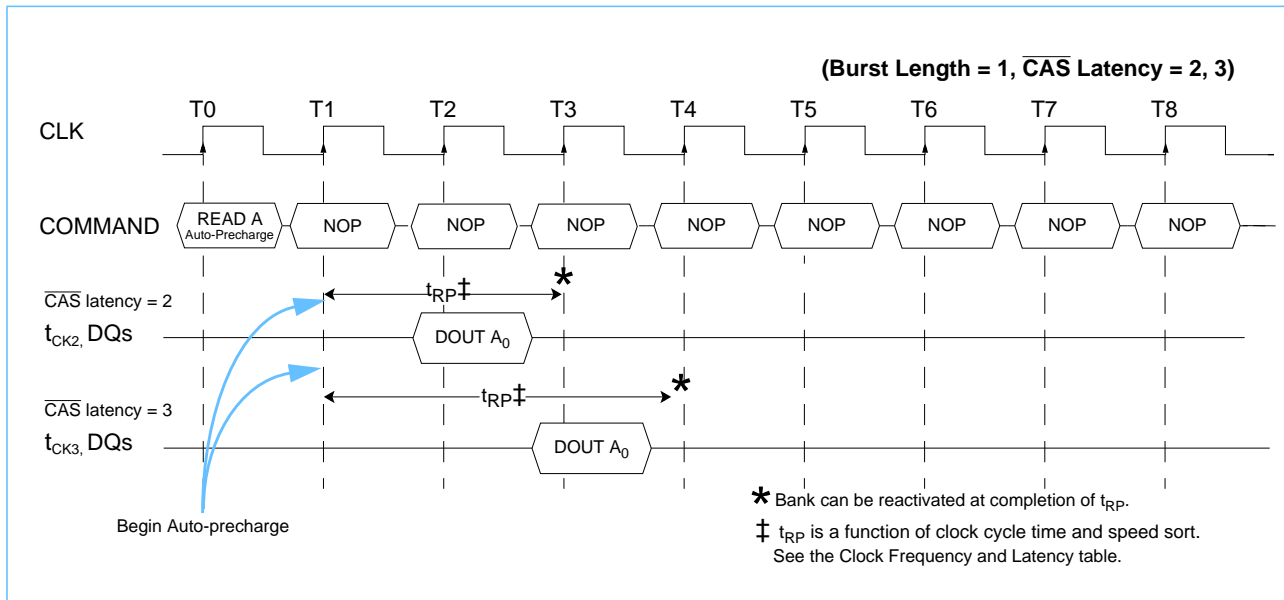 (Burst Length = 1, CAS Latency = 2, 3)
T0 T1 T2 T3 T4 T5 T6 T7 T8
CLK
COMMAND
READ A
Auto-Precharge
NOP NOP NOP NOP NOP NOP NOP NOP
*
CAS latency = 2
tRP‡
tCK2, DQs
DOUT A0
*
CAS latency = 3
tRP‡
tCK3, DQs
DOUT A0
* Bank can be reactivated at completion of tRP.
Begin Auto-precharge
‡ tRP is a function of clock cycle time and speed sort.
See the Clock Frequency and Latency table.